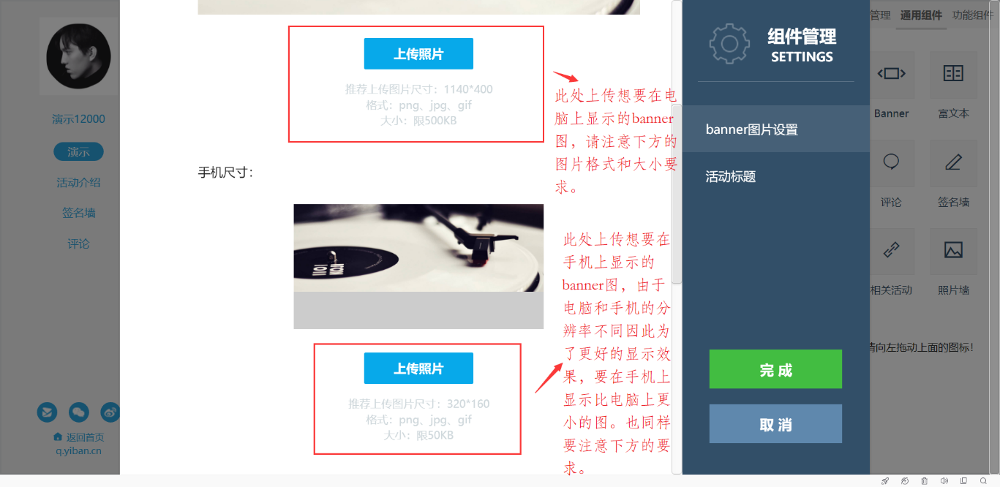 演示12000
演示
活动介绍
签名墙
评论
返回首页
q.yiban.cn
上传照片
推荐上传图片尺寸：1140*400
格式：png、jpg、gif
大小：限500KB
此处上传想要在电
脑上显示的banner
图，请注意下方的
图片格式和大小要
求。
手机尺寸：
上传照片
推荐上传图片尺寸：320*160
格式：png、jpg、gif
大小：限50KB
此处上传想要在
手机上显示的
banner图，由于
电脑和手机的分
辨率不同因此为
了更好的显示效
果，要在手机上
显示比电脑上更
小的图。也同样
要注意下方的要
求。
组件管理
SETTINGS
banner图片设置
活动标题
完 成
取 消
管理 通用组件 功能组件
Banner 富文本
评论 签名墙
相关活动 照片墙
请向左拖动上面的图标！